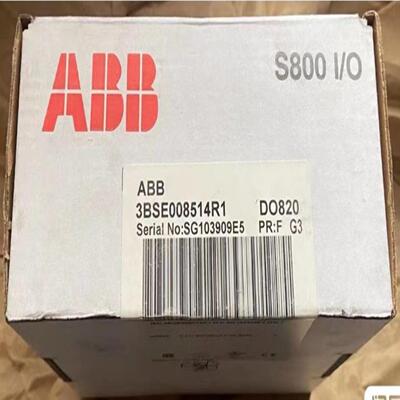 ABB
S800 I/O
ABB
3BSE008514R1 DO820
Serial No:SG103909E5 PR:F G3